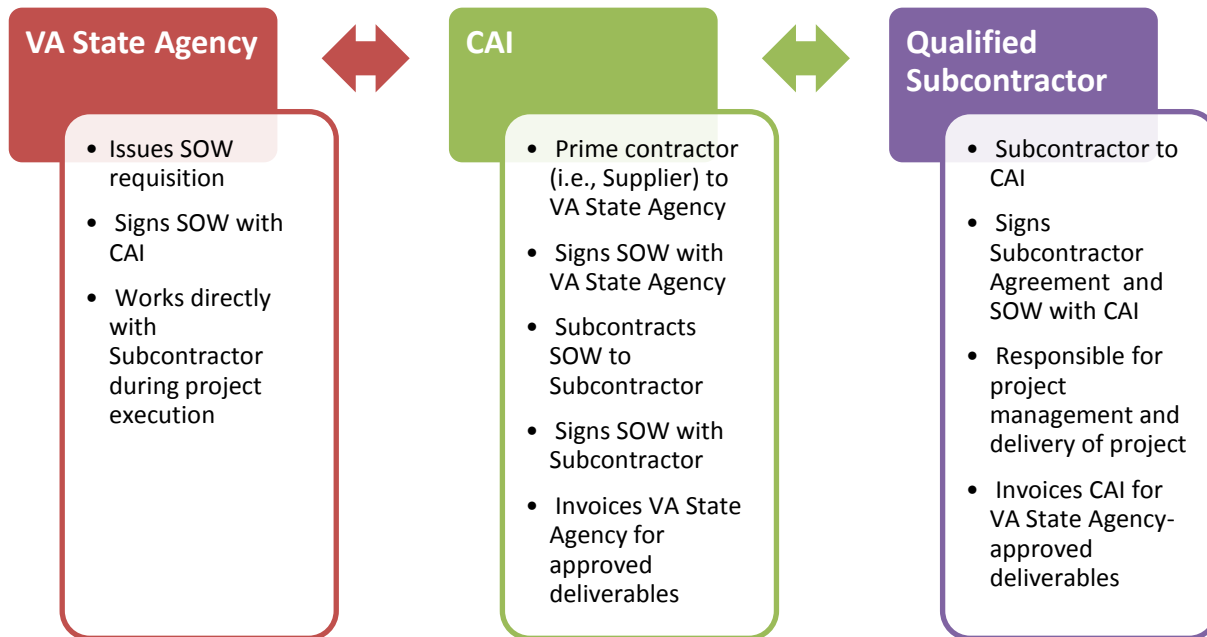 VA State Agency
• Issues SOW
requisition
• Signs SOW with
CAI
• Works directly
with
Subcontractor
during project
execution
CAI
• Prime contractor
(i.e., Supplier) to
VA State Agency
• Signs SOW with
VA State Agency
• Subcontracts
SOW to
Subcontractor
• Signs SOW with
Subcontractor
• Invoices VA State
Agency for
approved
deliverables
Qualified
Subcontractor
• Subcontractor to
CAI
• Signs
Subcontractor
Agreement and
SOW with CAI
• Responsible for
project
management and
delivery of project
• Invoices CAI for
VA State Agency-
approved
deliverables